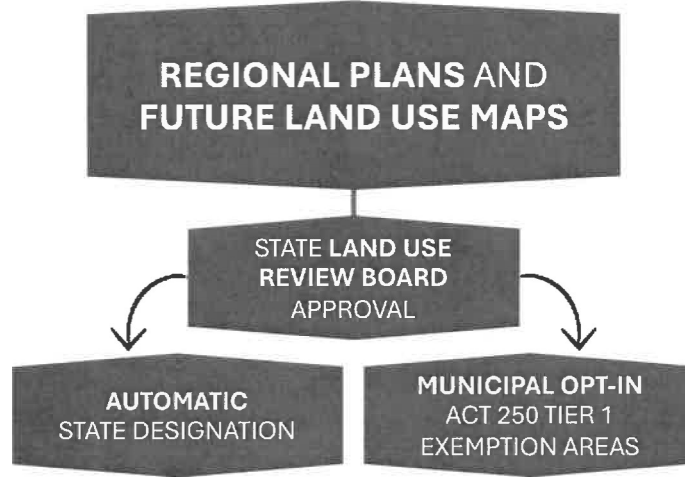 REGIONAL PLANS AND
FUTURE LAND USE MAPS
STATE LAND USE
REVIEW BOARD
APPROVAL
AUTOMATIC
STATE DESIGNATION
MUNICIPAL OPT-IN
ACT 250 TIER 1
EXEMPTION AREAS